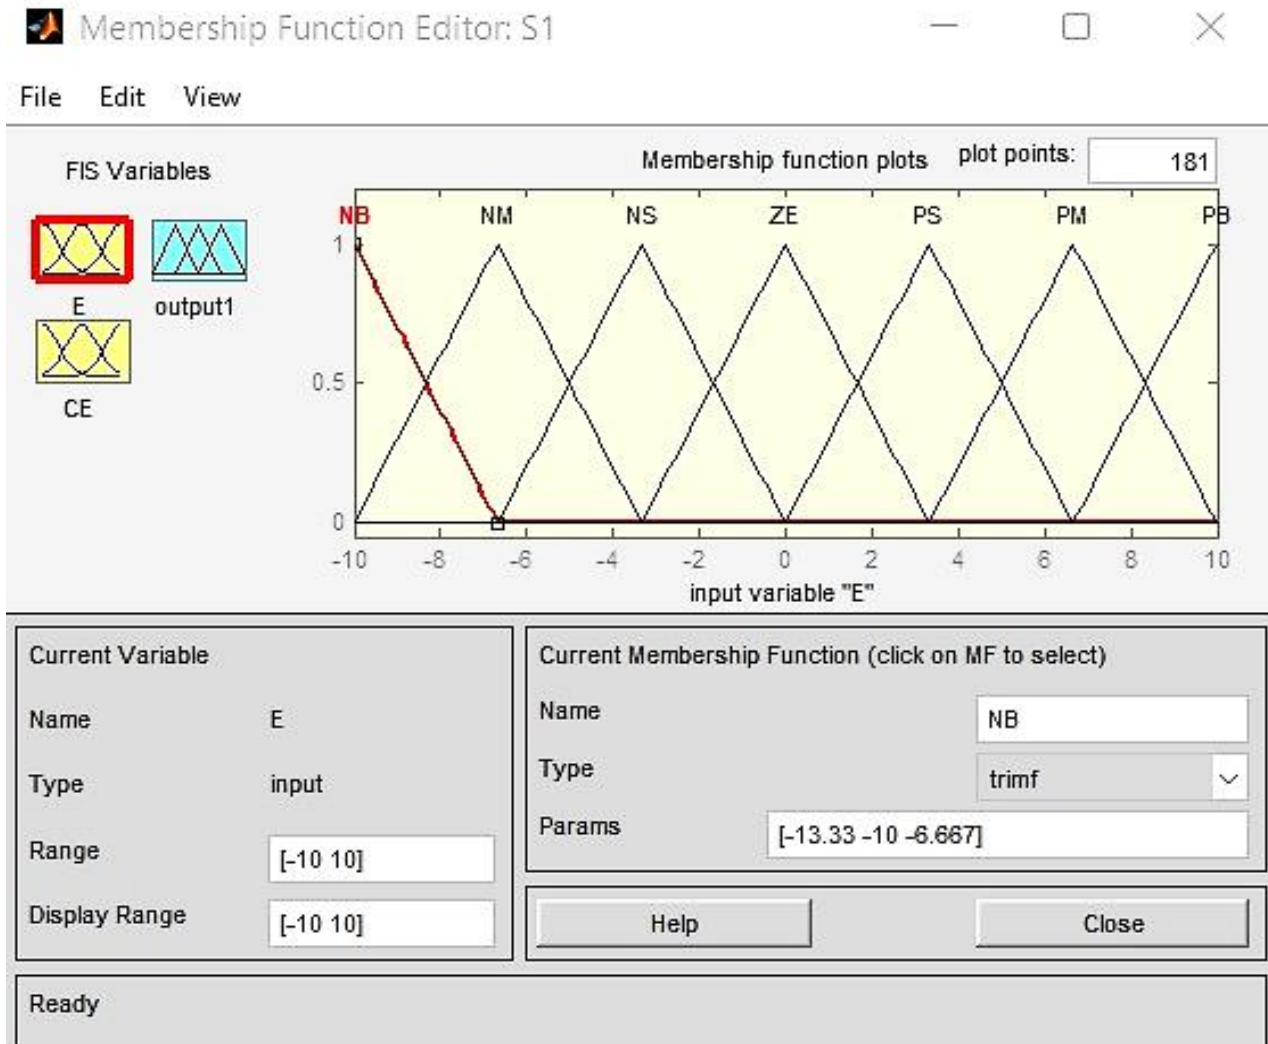 Membership Function Editor: S1
File Edit View
FIS Variables
Membership function plots plot points: 181
E output1
CE
NB NM NS ZE PS PM PB
1
0.5
0
-10 -8 -6 -4 -2 0 2 4 6 8 10
input variable "E"
Current Variable
Name E
Type input
Range [-10 10]
Display Range [-10 10]
Current Membership Function (click on MF to select)
Name NB
Type trimf
Params [-13.33 -10 -6.667]
Help Close
Ready